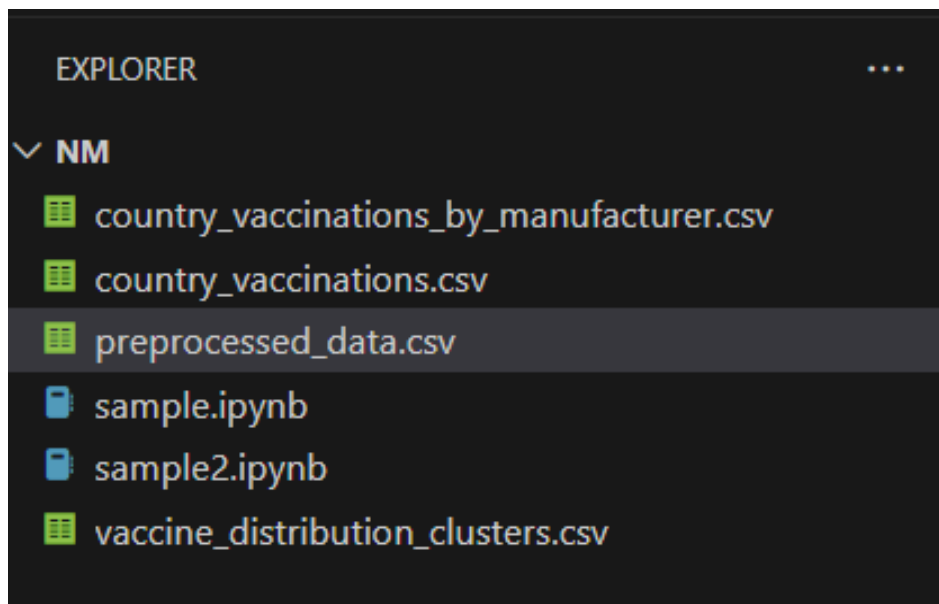 EXPLORER ...
NM
country_vaccinations_by_manufacturer.csv
country_vaccinations.csv
preprocessed_data.csv
sample.ipynb
sample2.ipynb
vaccine_distribution_clusters.csv